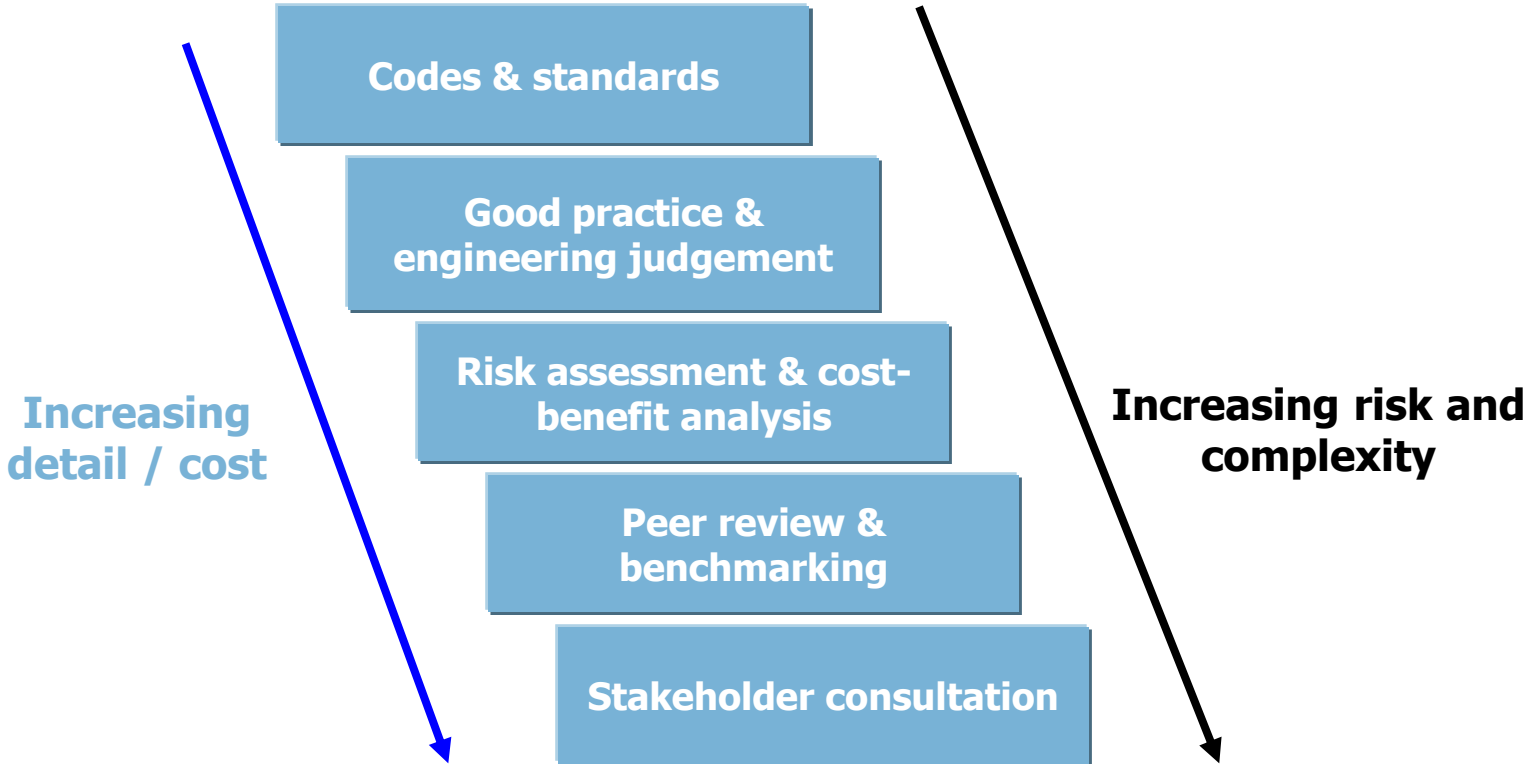 Codes & standards
Good practice &
engineering judgement
Risk assessment & cost-
benefit analysis
Increasing
detail / cost
Increasing risk and
complexity
Peer review &
benchmarking
Stakeholder consultation